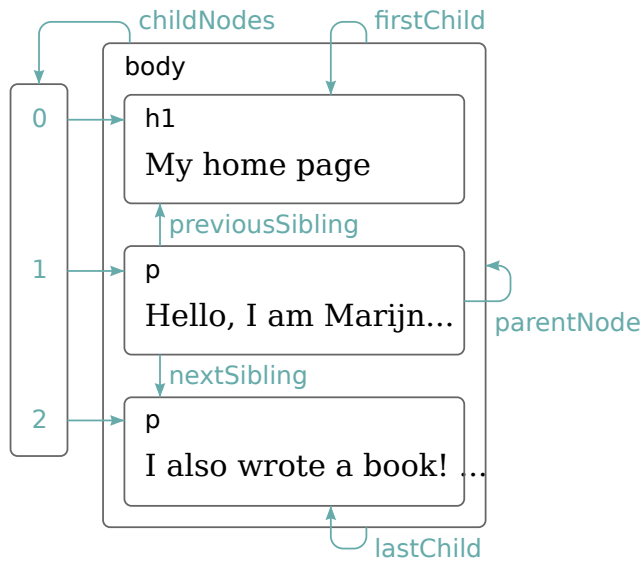 childNodes
firstChild
body
0
h1
My home page
previousSibling
1
p
Hello, I am Marijn...
parentNode
nextSibling
2
p
I also wrote a book! ...
lastChild